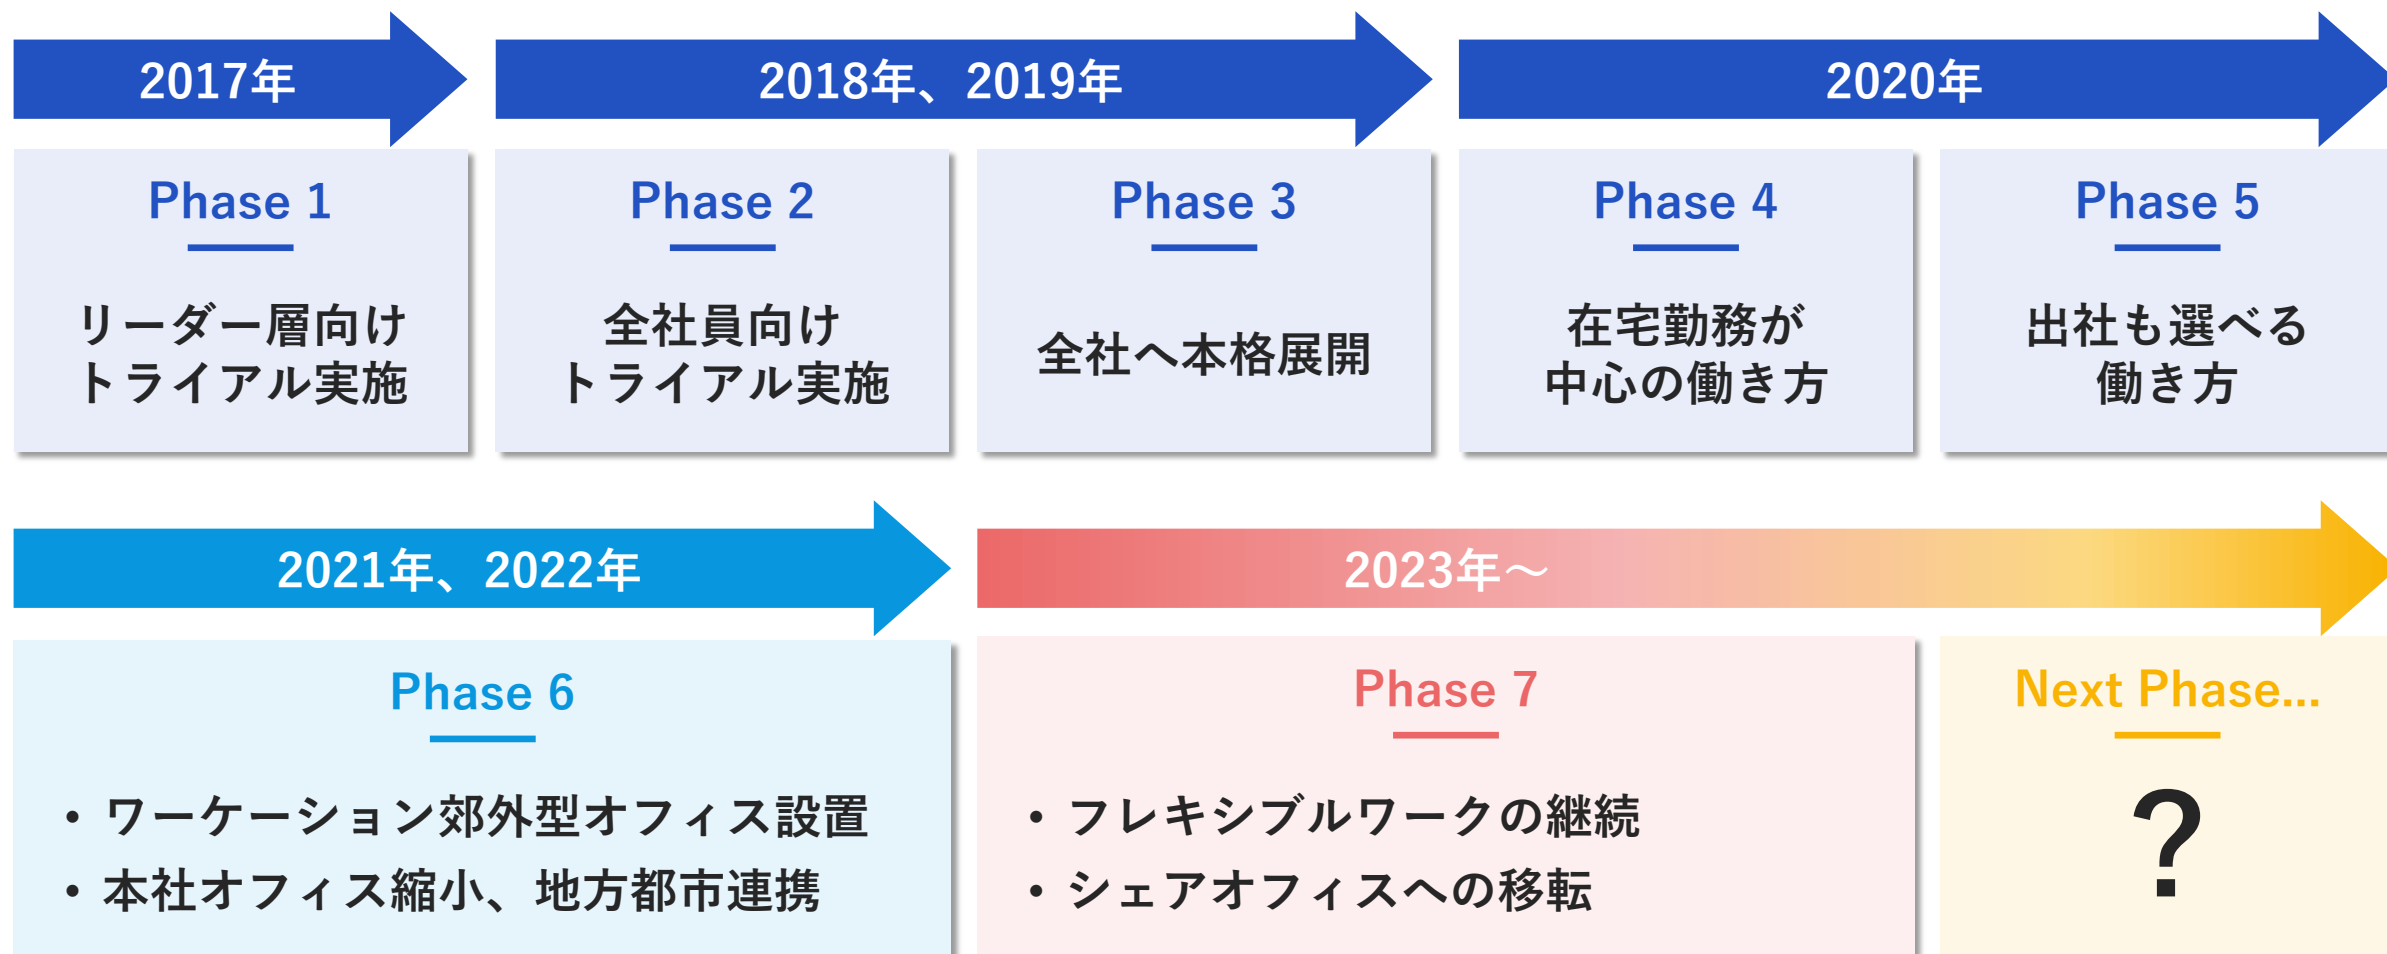 2017年
2018年、2019年
2020年
Phase 1
リーダー層向け
トライアル実施
Phase 2
全社員向け
トライアル実施
Phase 3
全社へ本格展開
Phase 4
在宅勤務が
中心の働き方
Phase 5
出社も選べる
働き方
2021年、2022年
2023年～
Phase 6
• ワーケーション郊外型オフィス設置
• 本社オフィス縮小、地方都市連携
Phase 7
• フレキシブルワークの継続
• シェアオフィスへの移転
Next Phase...
?